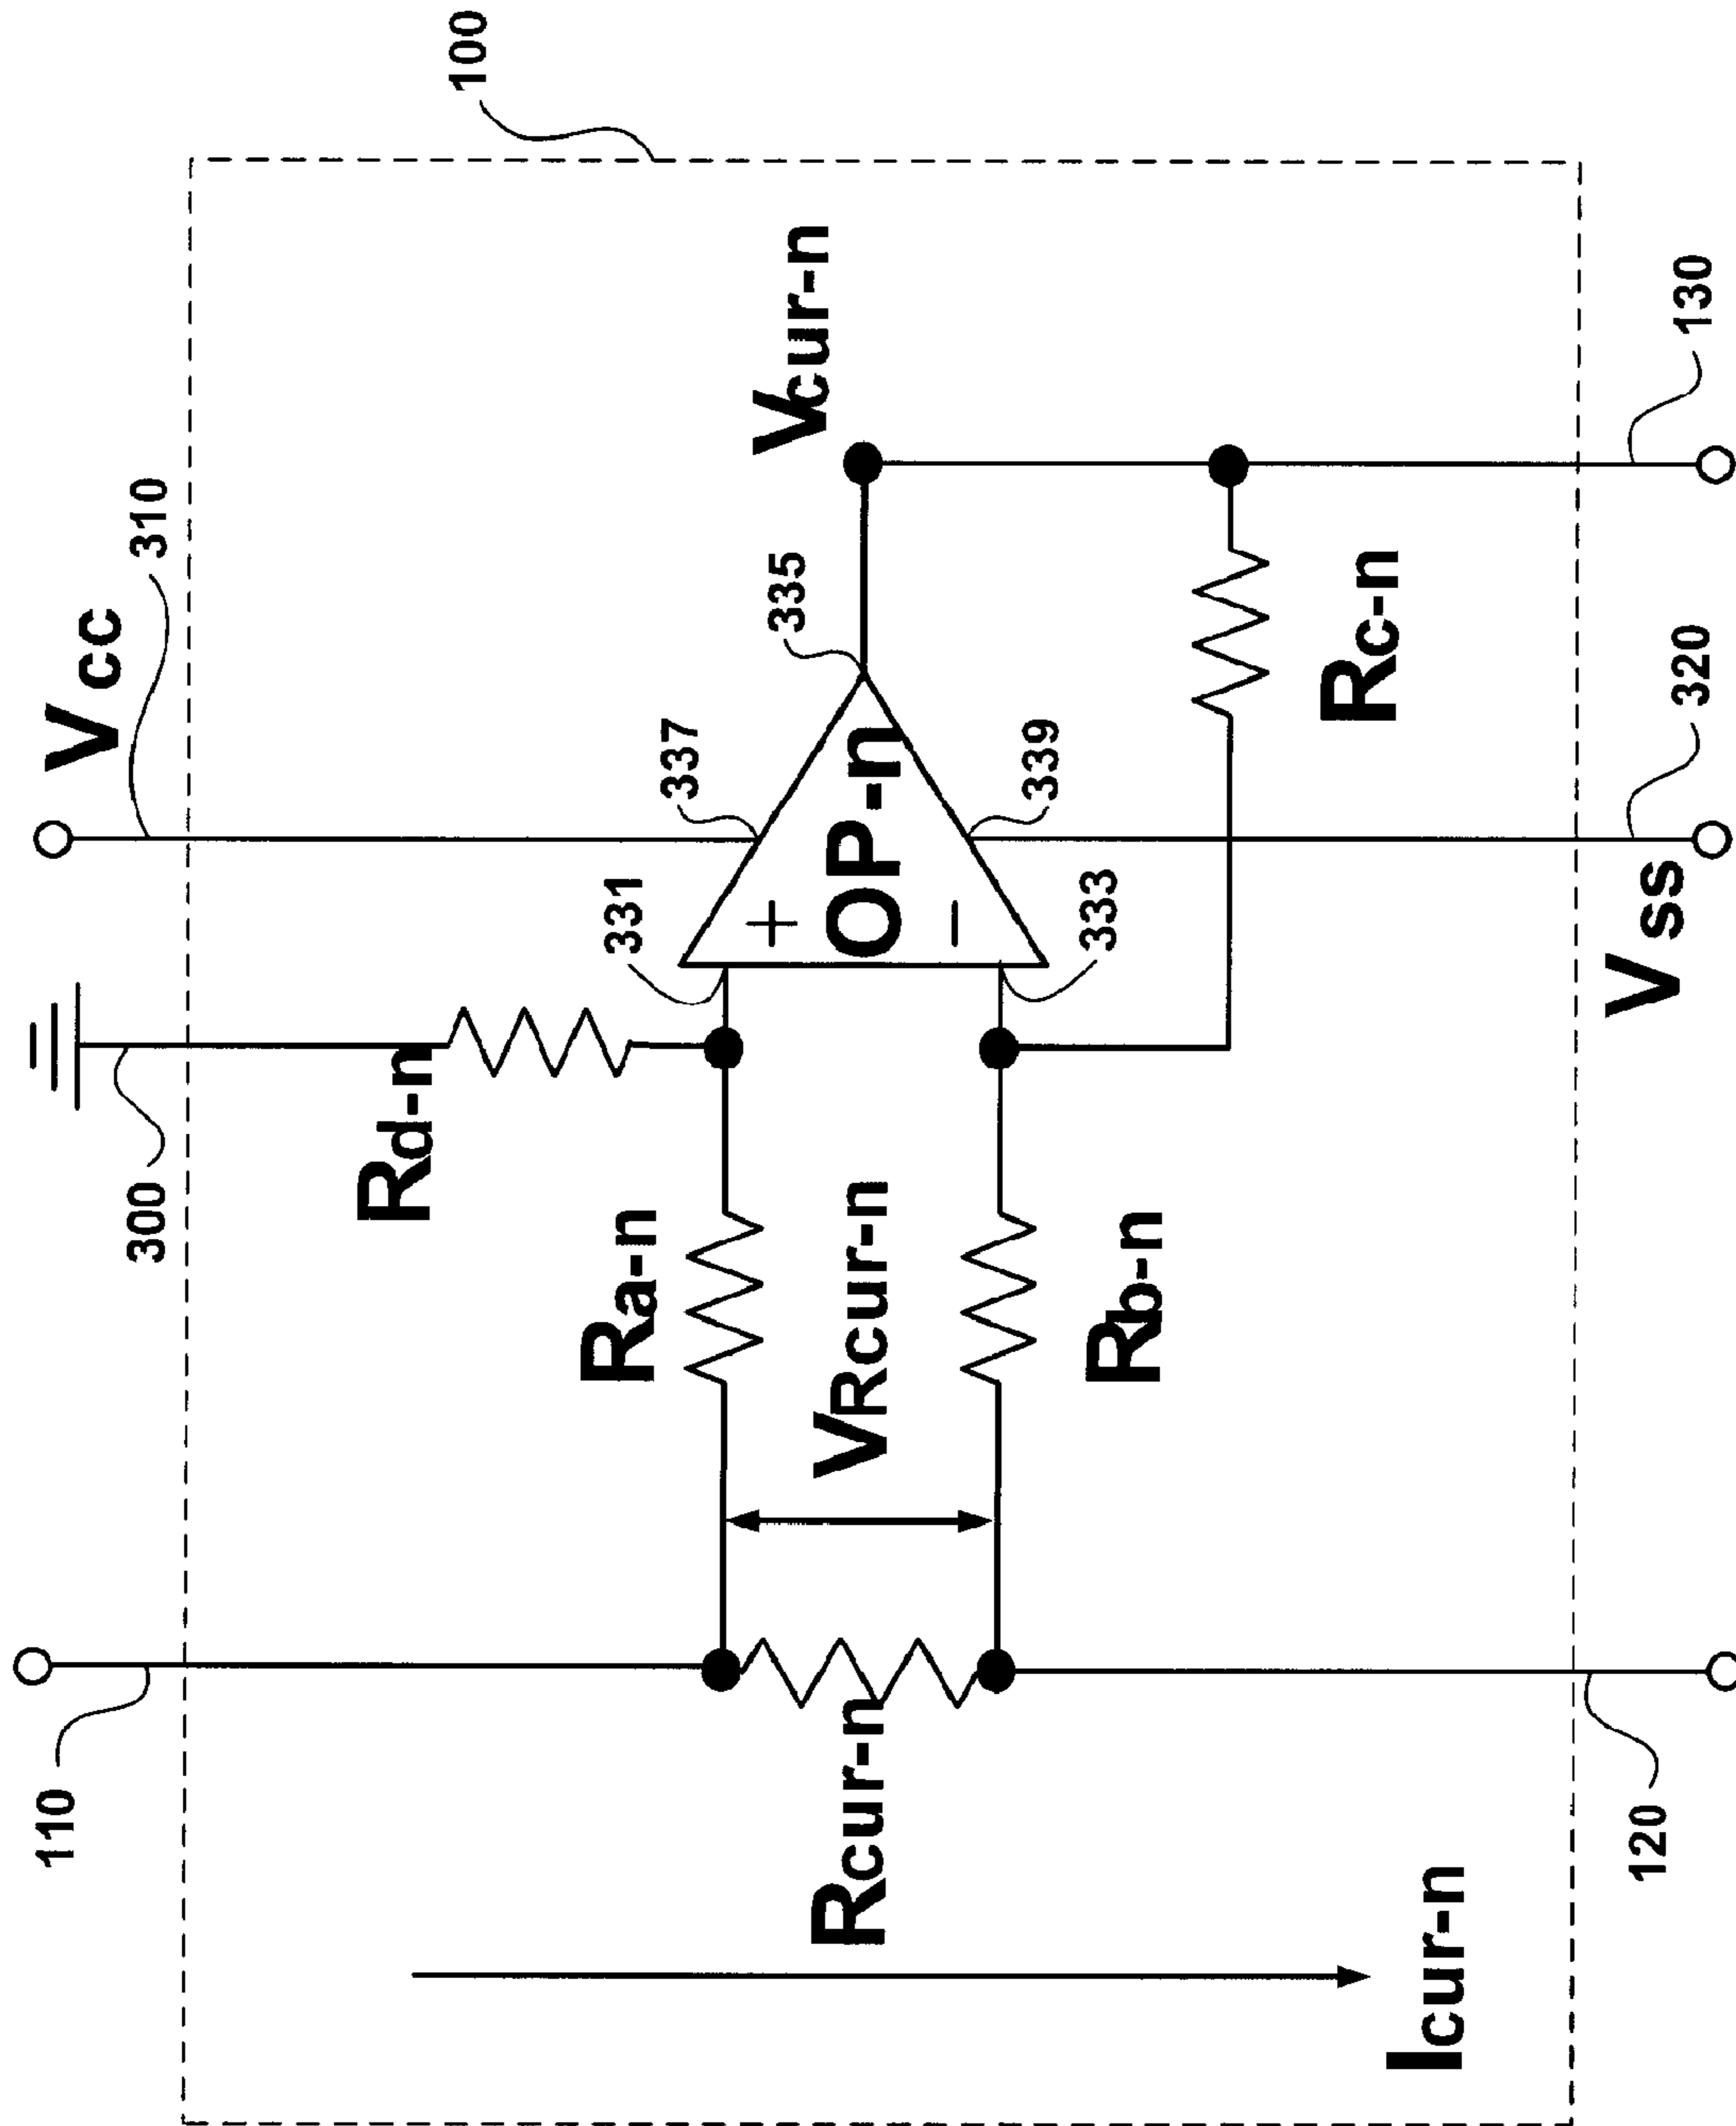 100
Vcc
310
300
110
Rd-n
337
331
335
Vcur-n
Ra-n
+
OP-n
−
VRcur-n
Rcur-n
339
333
Rb-n
Rc-n
Icur-n
Vss
120
320
130